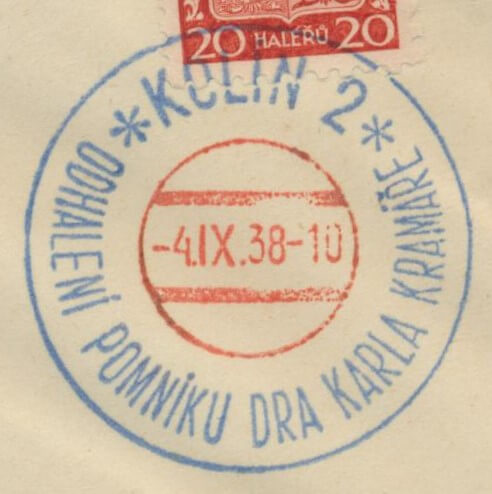 20 HALÉŘŮ 20
*KOLÍN 2*
ODHALENÍ POMNÍKU DRA KARLA KRAMÁŘE
-4.IX.38-10